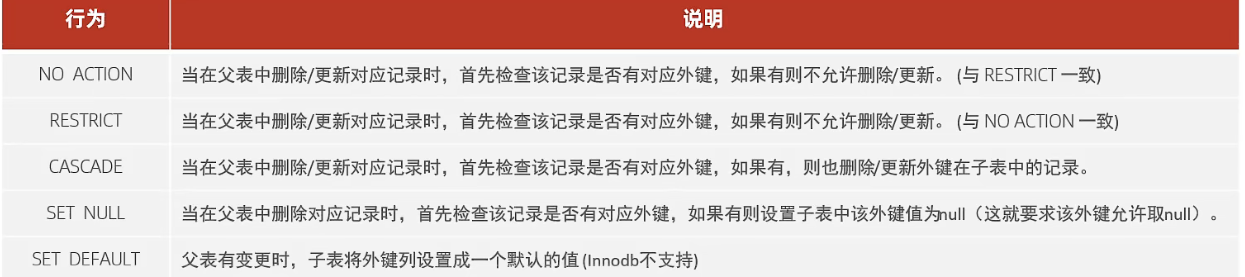 行为 说明
NO ACTION 当在父表中删除/更新对应记录时，首先检查该记录是否有对应外键，如果有则不允许删除/更新。 (与 RESTRICT 一致)
RESTRICT 当在父表中删除/更新对应记录时，首先检查该记录是否有对应外键，如果有则不允许删除/更新。 (与 NO ACTION 一致)
CASCADE 当在父表中删除/更新对应记录时，首先检查该记录是否有对应外键，如果有，则也删除/更新外键在子表中的记录。
SET NULL 当在父表中删除对应记录时，首先检查该记录是否有对应外键，如果有则设置子表中该外键值为null（这就要求该外键允许取null）。
SET DEFAULT 父表有变更时，子表将外键列设置成一个默认的值 (Innodb不支持)